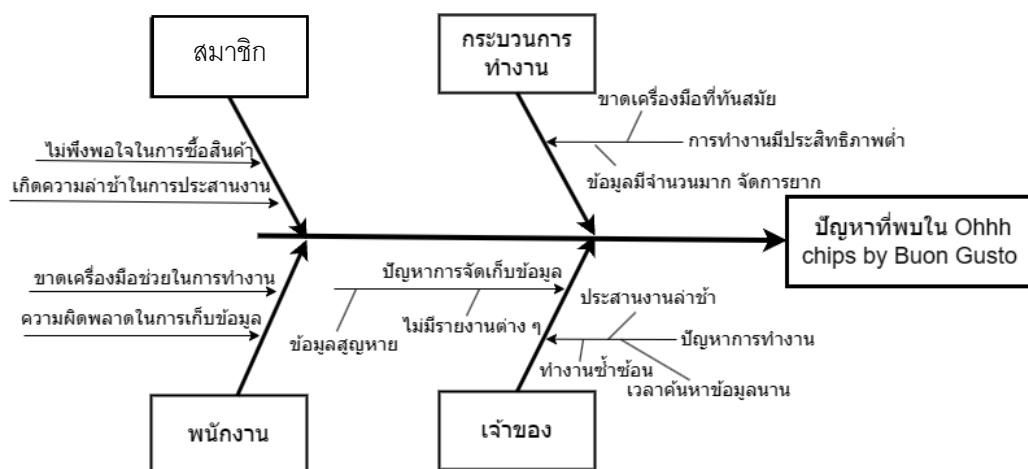 สมาชิก
กระบวนการ
ทำงาน
ขาดเครื่องมือที่ทันสมัย
การทำงานมีประสิทธิภาพต่ำ
ข้อมูลมีจำนวนมาก จัดการยาก
ไม่พึงพอใจในการซื้อสินค้า
เกิดความล่าช้าในการประสานงาน
ปัญหาที่พบใน Ohhh
chips by Buon Gusto
ขาดเครื่องมือช่วยในการทำงาน
ความผิดพลาดในการเก็บข้อมูล
ปัญหาการจัดเก็บข้อมูล
ข้อมูลสูญหาย
ไม่มีรายงานต่าง ๆ
ประสานงานล่าช้า
ปัญหาการทำงาน
ทำงานซ้ำซ้อน
เวลาค้นหาข้อมูลนาน
พนักงาน
เจ้าของ